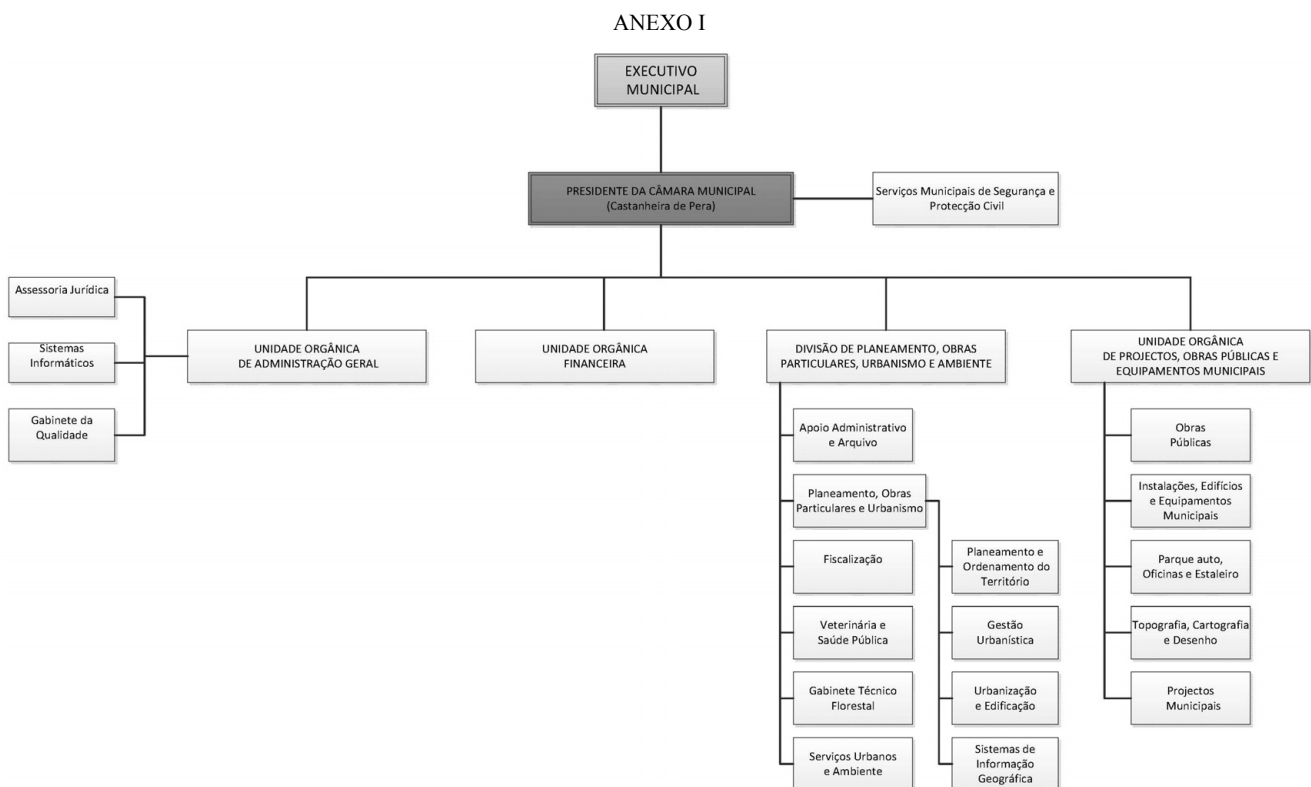 ANEXO I
EXECUTIVO
MUNICIPAL
PRESIDENTE DA CÂMARA MUNICIPAL
(Castanheira de Pera)
Serviços Municipais de Segurança e
Protecção Civil
Assessoria Jurídica
Sistemas
Informáticos
Gabinete da
Qualidade
UNIDADE ORGÂNICA
DE ADMINISTRAÇÃO GERAL
UNIDADE ORGÂNICA
FINANCEIRA
DIVISÃO DE PLANEAMENTO, OBRAS
PARTICULARES, URBANISMO E AMBIENTE
UNIDADE ORGÂNICA
DE PROJECTOS, OBRAS PÚBLICAS E
EQUIPAMENTOS MUNICIPAIS
Apoio Administrativo
e Arquivo
Planeamento, Obras
Particulares e Urbanismo
Fiscalização
Veterinária e
Saúde Pública
Gabinete Técnico
Florestal
Serviços Urbanos
e Ambiente
Planeamento e
Ordenamento do
Território
Gestão
Urbanística
Urbanização
e Edificação
Sistemas de
Informação
Geográfica
Obras
Públicas
Instalações, Edifícios
e Equipamentos
Municipais
Parque auto,
Oficinas e Estaleiro
Topografia, Cartografia
e Desenho
Projectos
Municipais